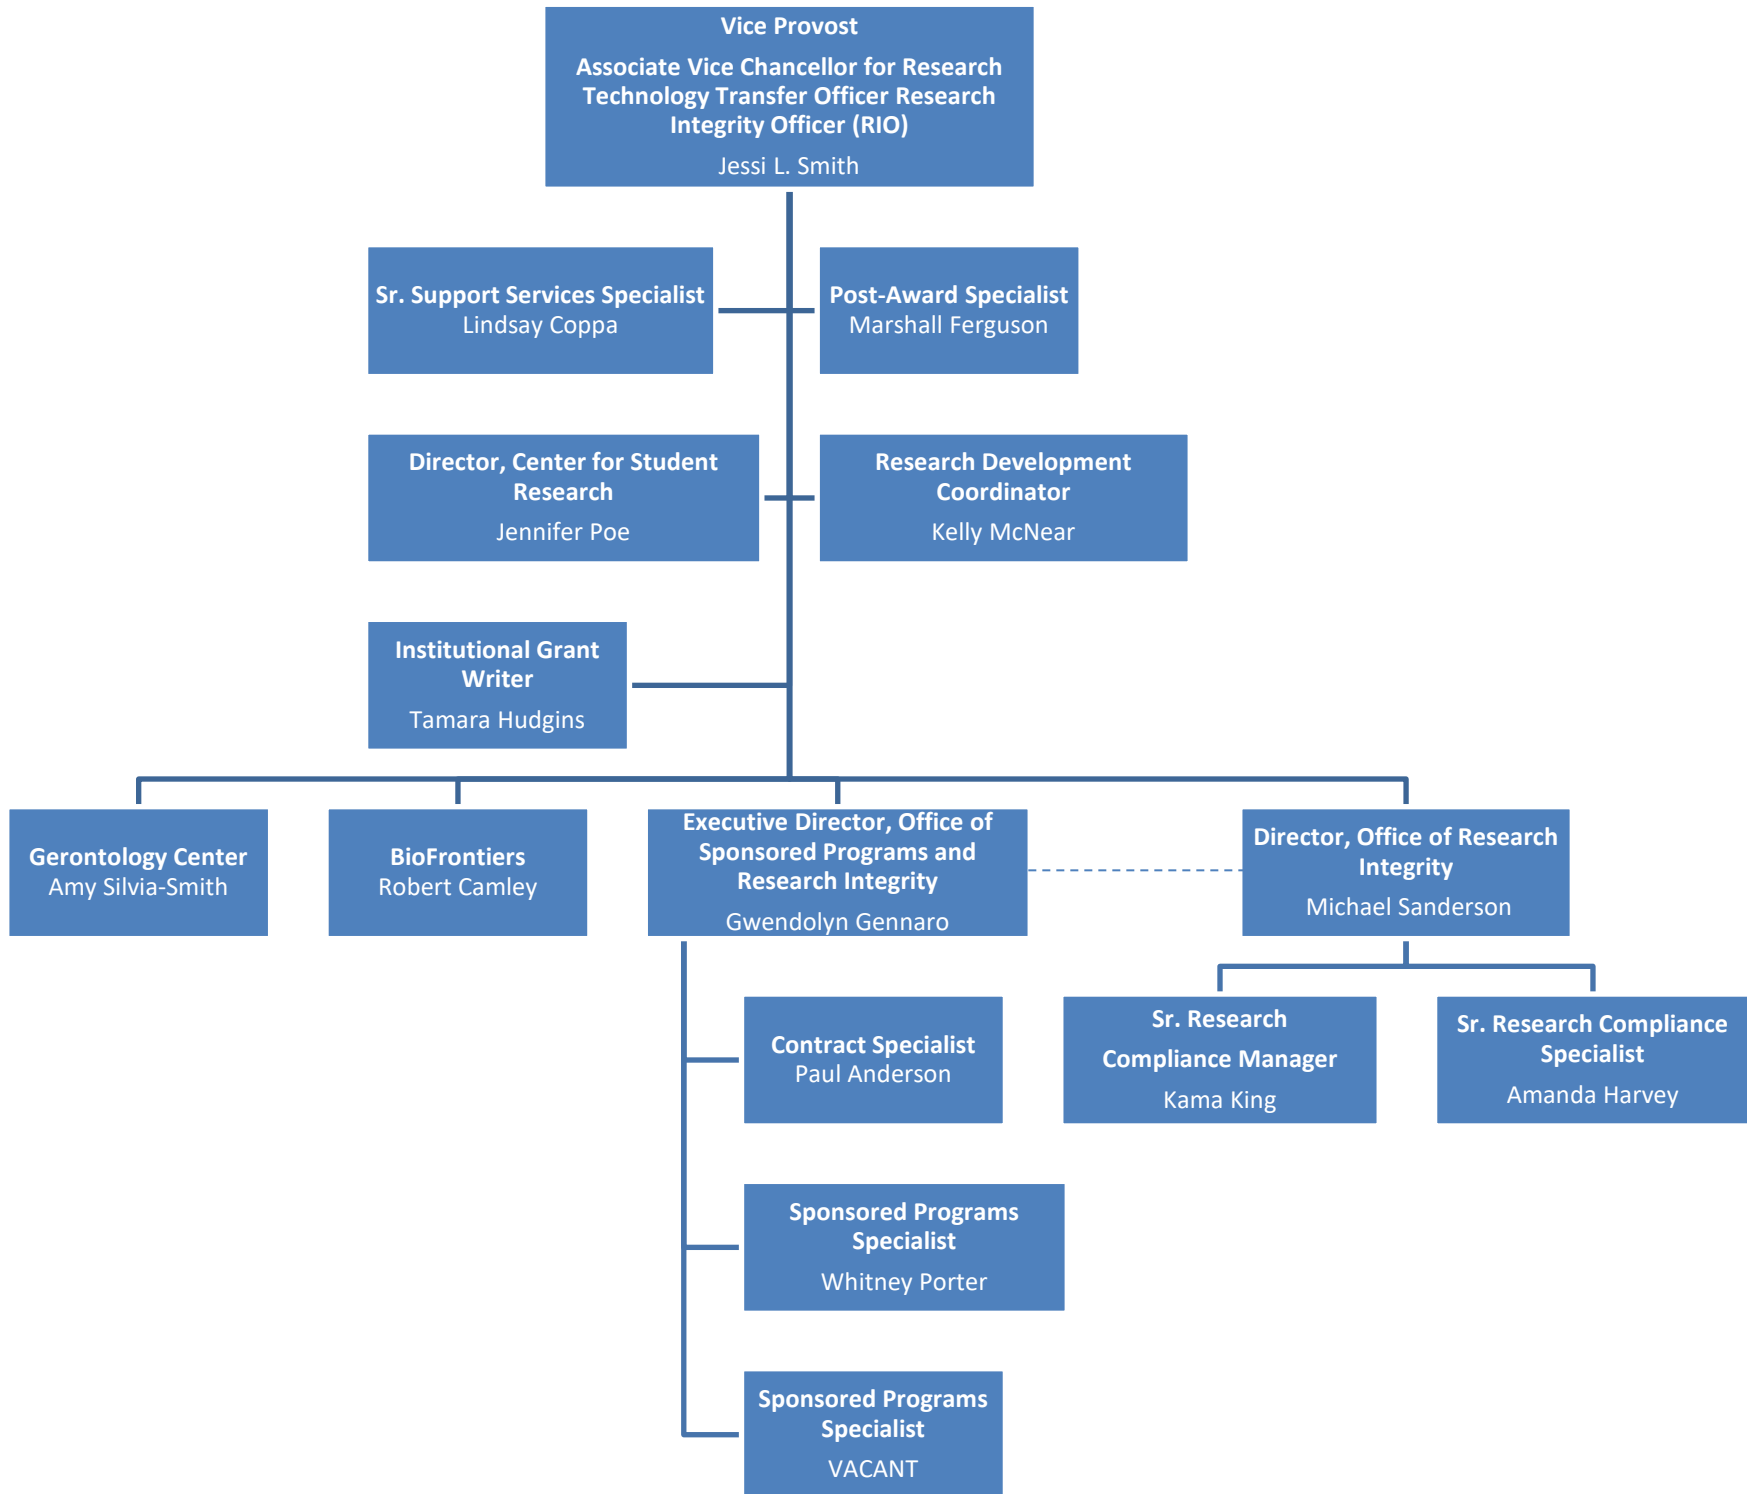 Vice Provost
Associate Vice Chancellor for Research
Technology Transfer Officer Research
Integrity Officer (RIO)
Jessi L. Smith
Sr. Support Services Specialist
Lindsay Coppa
Post-Award Specialist
Marshall Ferguson
Director, Center for Student
Research
Jennifer Poe
Research Development
Coordinator
Kelly McNear
Institutional Grant
Writer
Tamara Hudgins
Gerontology Center
Amy Silvia-Smith
BioFrontiers
Robert Camley
Executive Director, Office of
Sponsored Programs and
Research Integrity
Gwendolyn Gennaro
Director, Office of Research
Integrity
Michael Sanderson
Contract Specialist
Paul Anderson
Sr. Research
Compliance Manager
Kama King
Sr. Research Compliance
Specialist
Amanda Harvey
Sponsored Programs
Specialist
Whitney Porter
Sponsored Programs
Specialist
VACANT